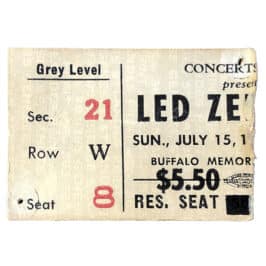 Grey Level
CONCERTS
presen
Sec. 21
LED ZE
SUN., JULY 15, 1
Row W
BUFFALO MEMOR
$5.50
Seat 8
RES. SEAT